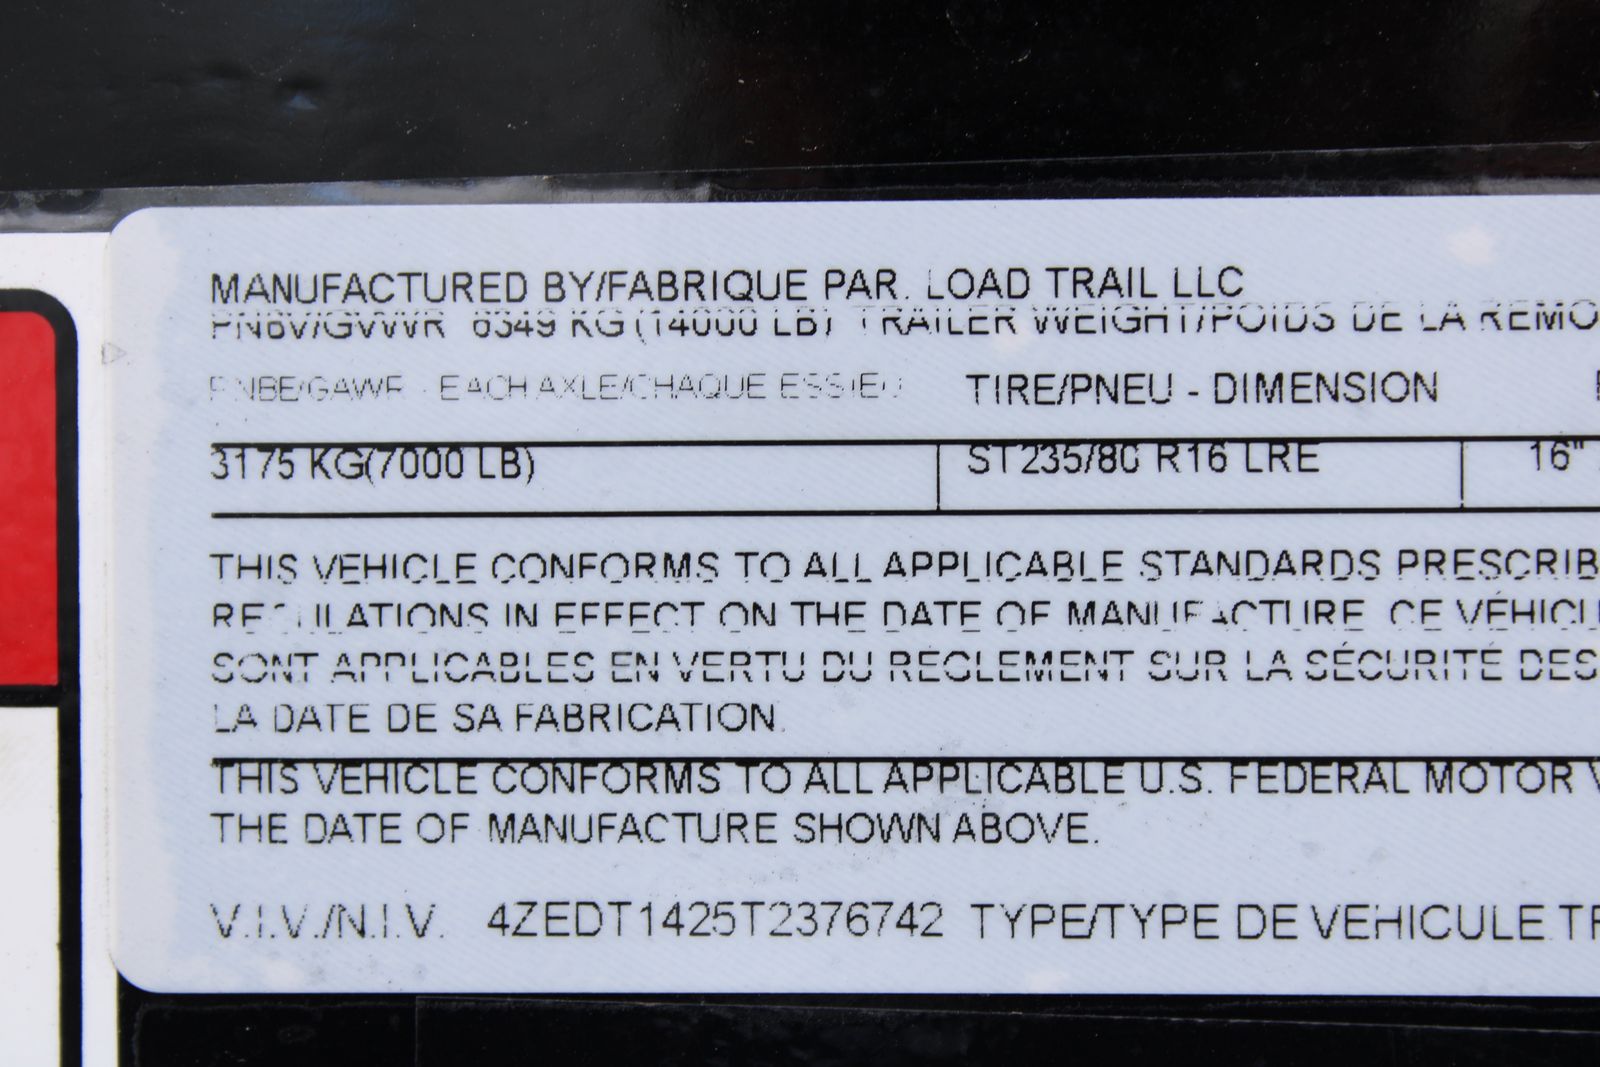 MANUFACTURED BY/FABRIQUE PAR. LOAD TRAIL LLC
PNBV/GVWR 6349 KG (14000 LB) TRAILER WEIGHT/POIDS DE LA REMO
PNBE/GAWR - EACH AXLE/CHAQUE ESSIEU TIRE/PNEU - DIMENSION
3175 KG(7000 LB) ST235/80 R16 LRE 16"
THIS VEHICLE CONFORMS TO ALL APPLICABLE STANDARDS PRESCRIB
REGULATIONS IN EFFECT ON THE DATE OF MANUFACTURE. CE VÉHICU
SONT APPLICABLES EN VERTU DU RÈGLEMENT SUR LA SÉCURITÉ DES
LA DATE DE SA FABRICATION.
THIS VEHICLE CONFORMS TO ALL APPLICABLE U.S. FEDERAL MOTOR
THE DATE OF MANUFACTURE SHOWN ABOVE.
V.I.V./N.I.V. 4ZEDT1425T2376742 TYPE/TYPE DE VEHICULE TR